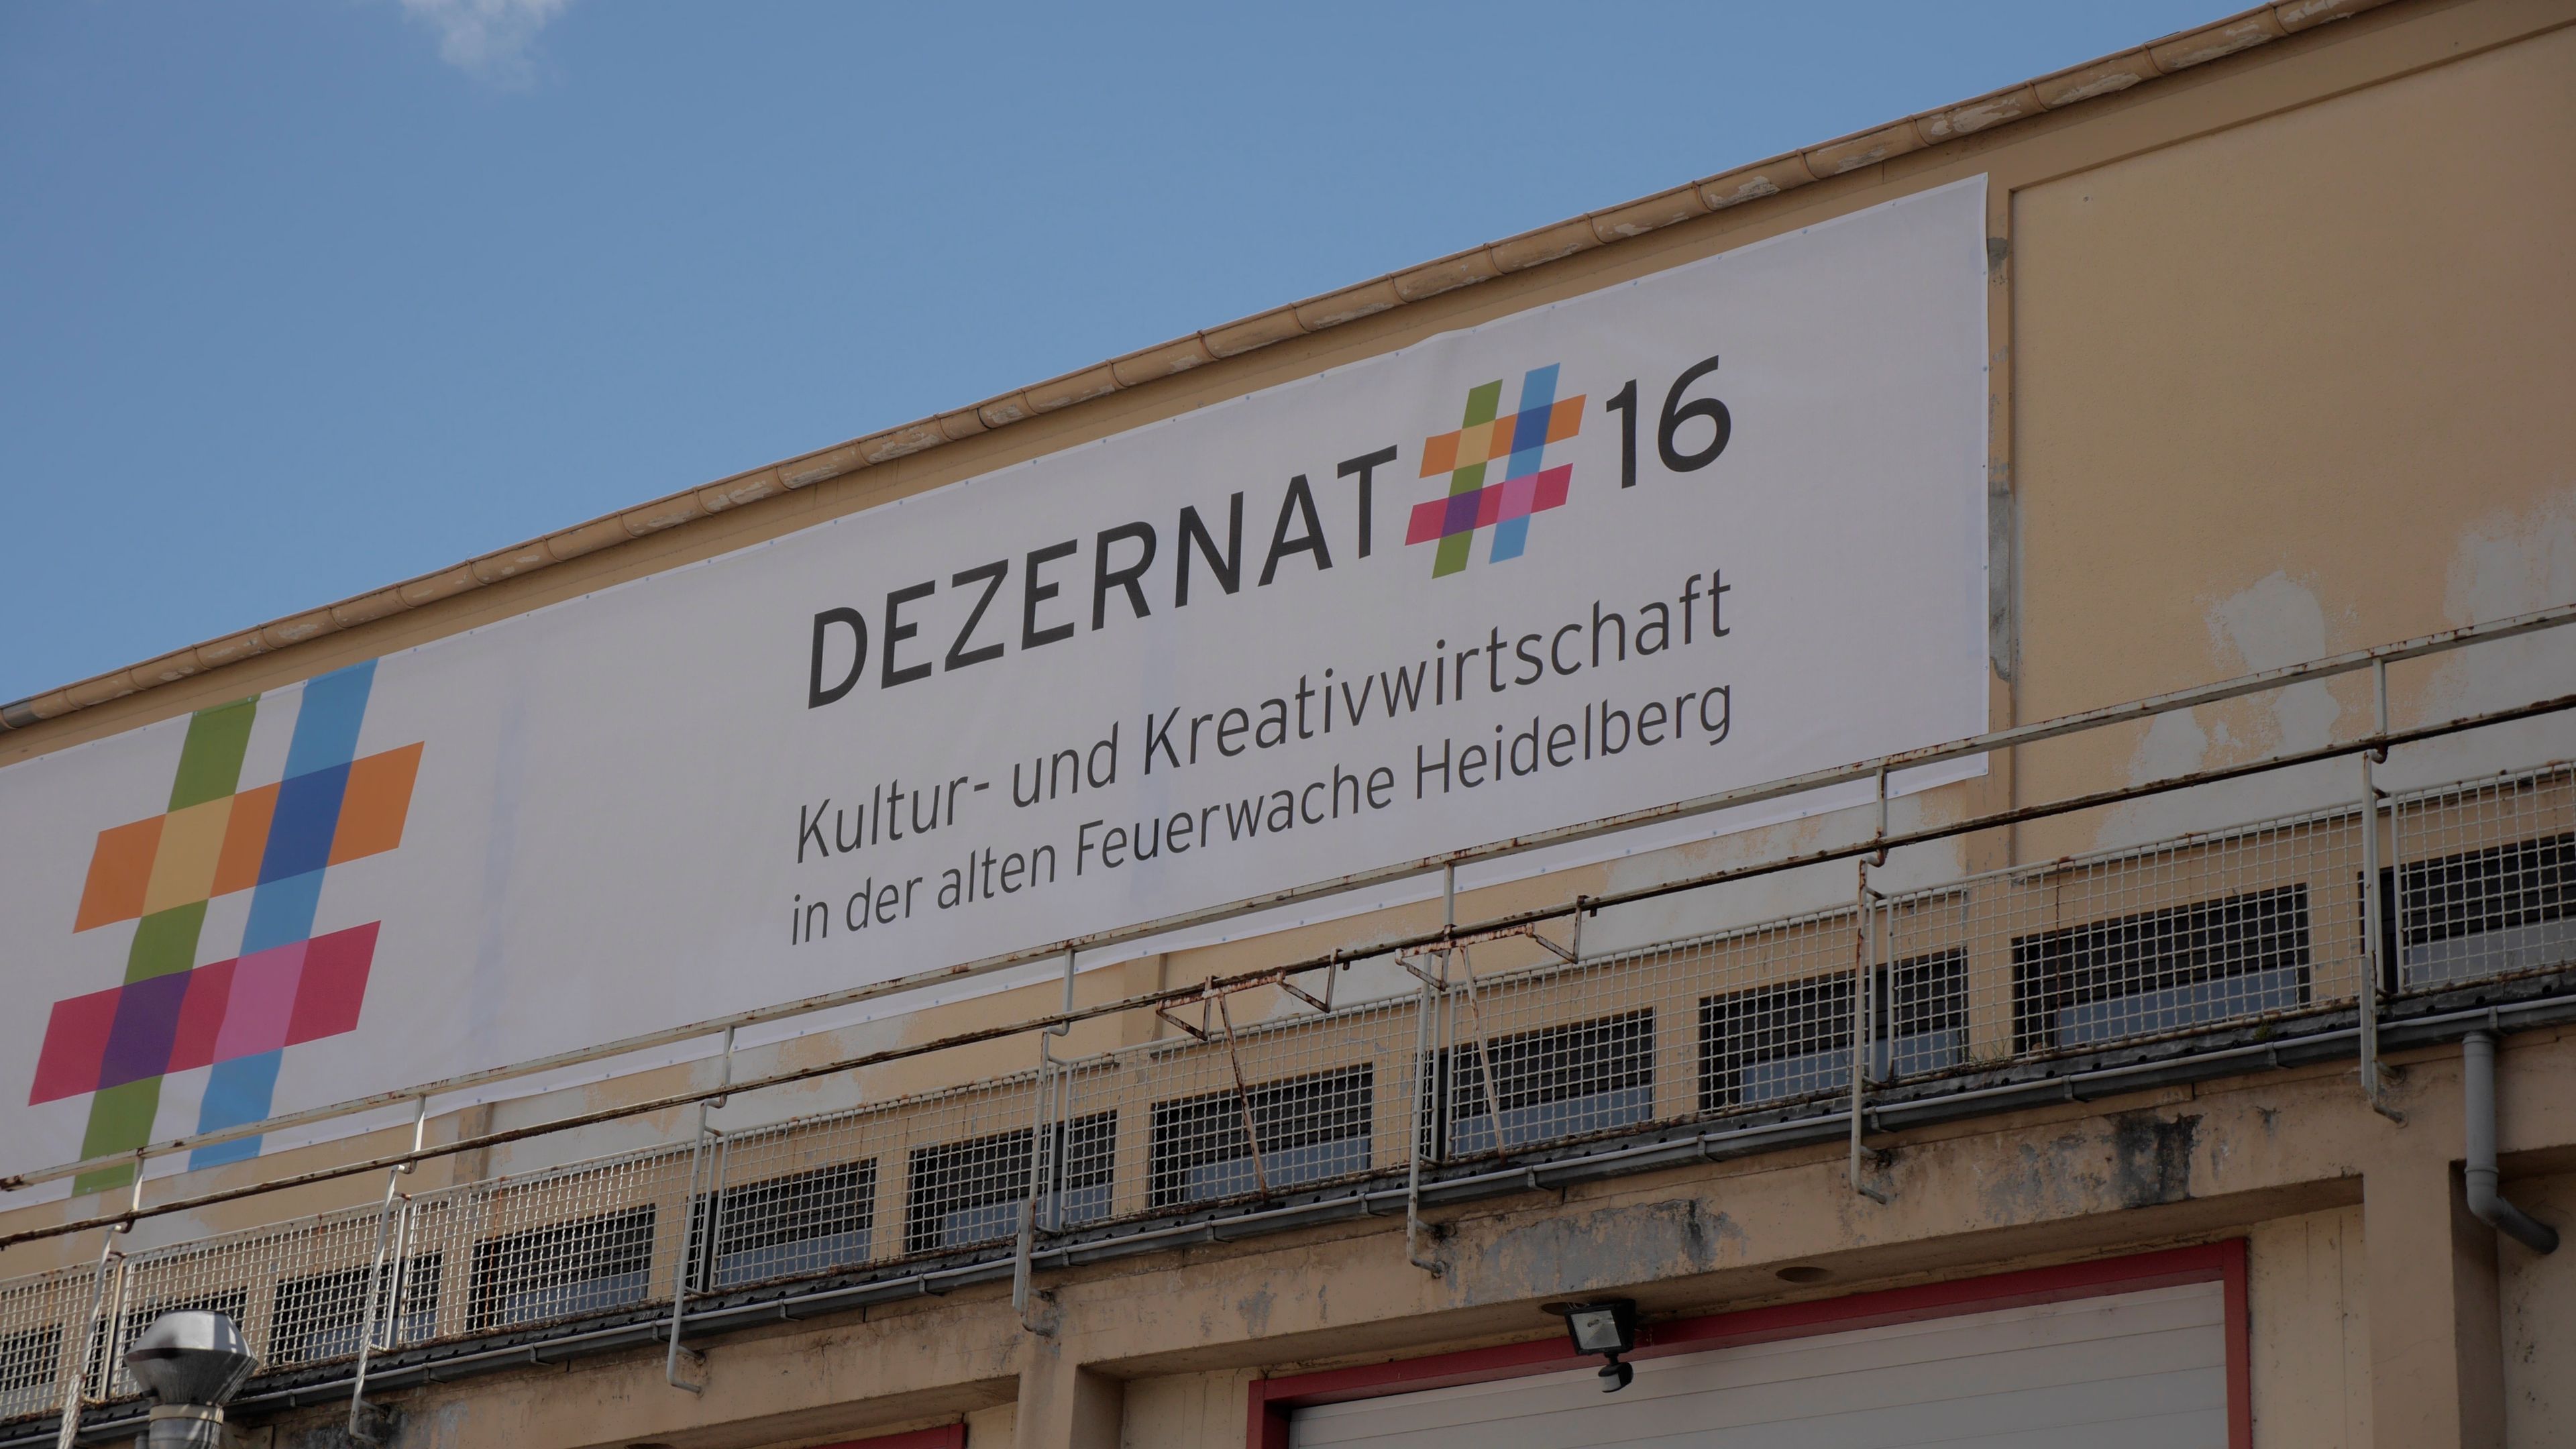 DEZERNAT#16
Kultur- und Kreativwirtschaft
in der alten Feuerwache Heidelberg